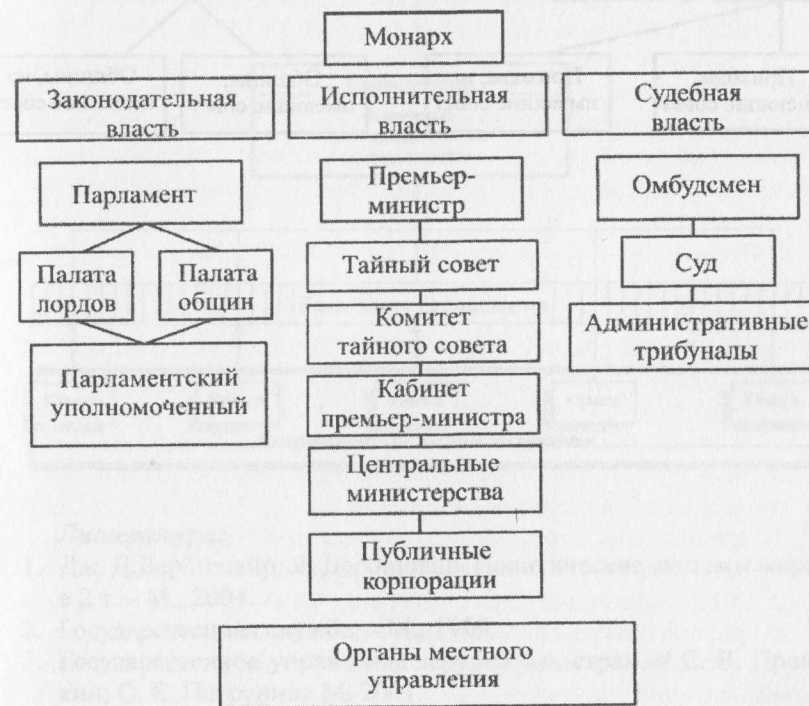 Монарх
Законодательная
власть
Исполнительная
власть
Судебная
власть
Парламент
Премьер-
министр
Омбудсмен
Палата
лордов
Палата
общин
Тайный совет
Суд
Комитет
тайного совета
Административные
трибуналы
Парламентский
уполномоченный
Кабинет
премьер-министра
Центральные
министерства
Публичные
корпорации
Органы местного
управления